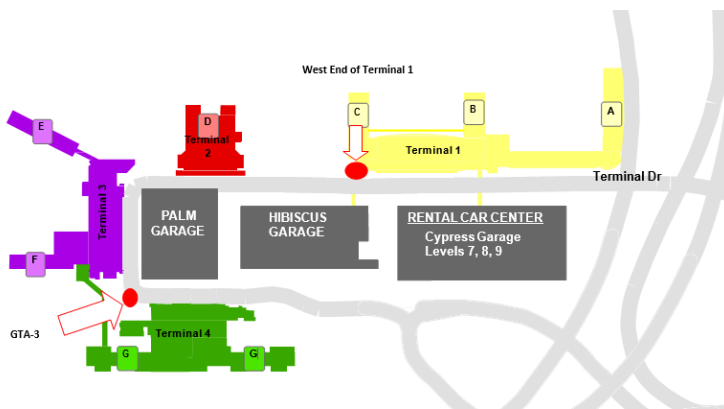 West End of Terminal 1
C
B
A
E
D
Terminal
2
Terminal 1
Terminal Dr
Terminal 3
PALM
GARAGE
HIBISCUS
GARAGE
RENTAL CAR CENTER
Cypress Garage
Levels 7, 8, 9
F
GTA-3
Terminal 4
G
G